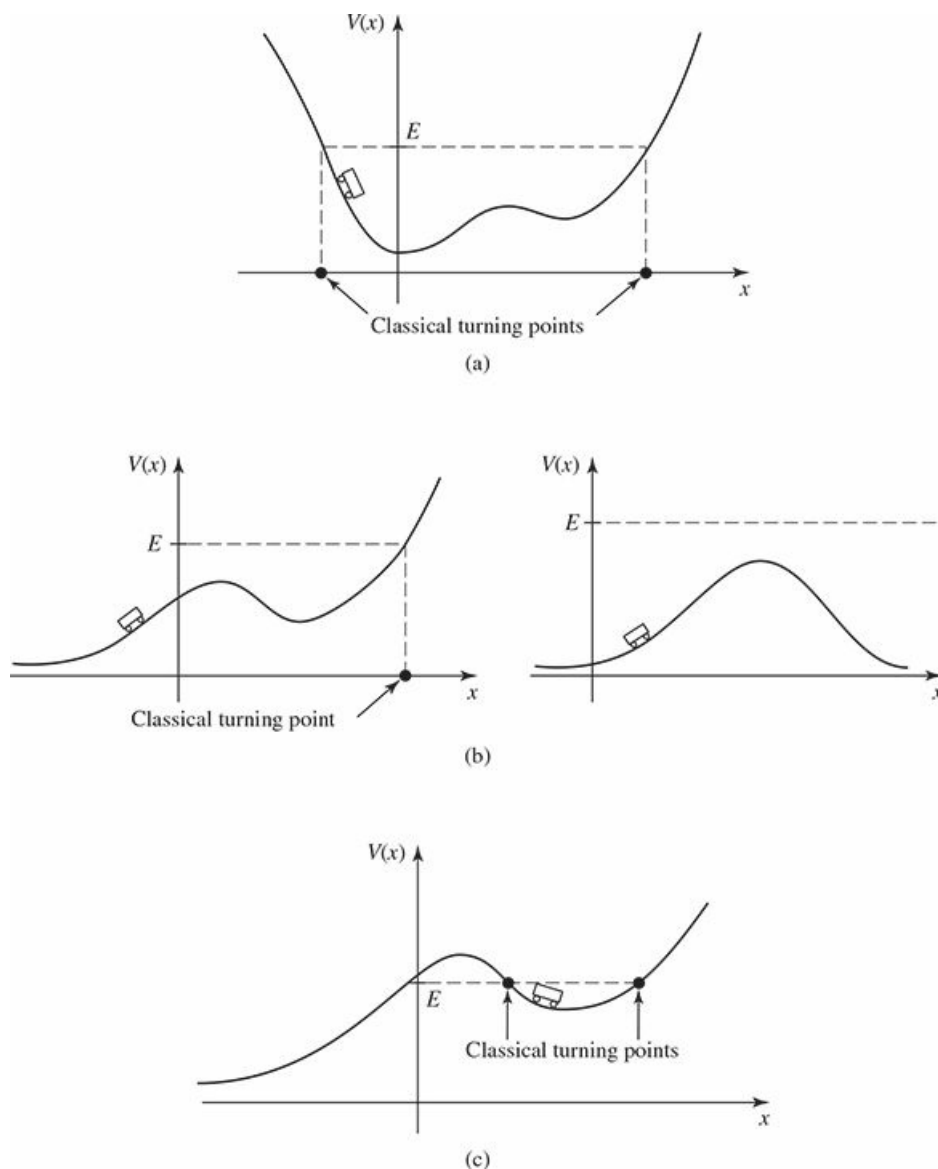 V(x)
E
x
Classical turning points
(a)
V(x)
E
x
Classical turning point
V(x)
E
x
(b)
V(x)
E
x
Classical turning points
(c)